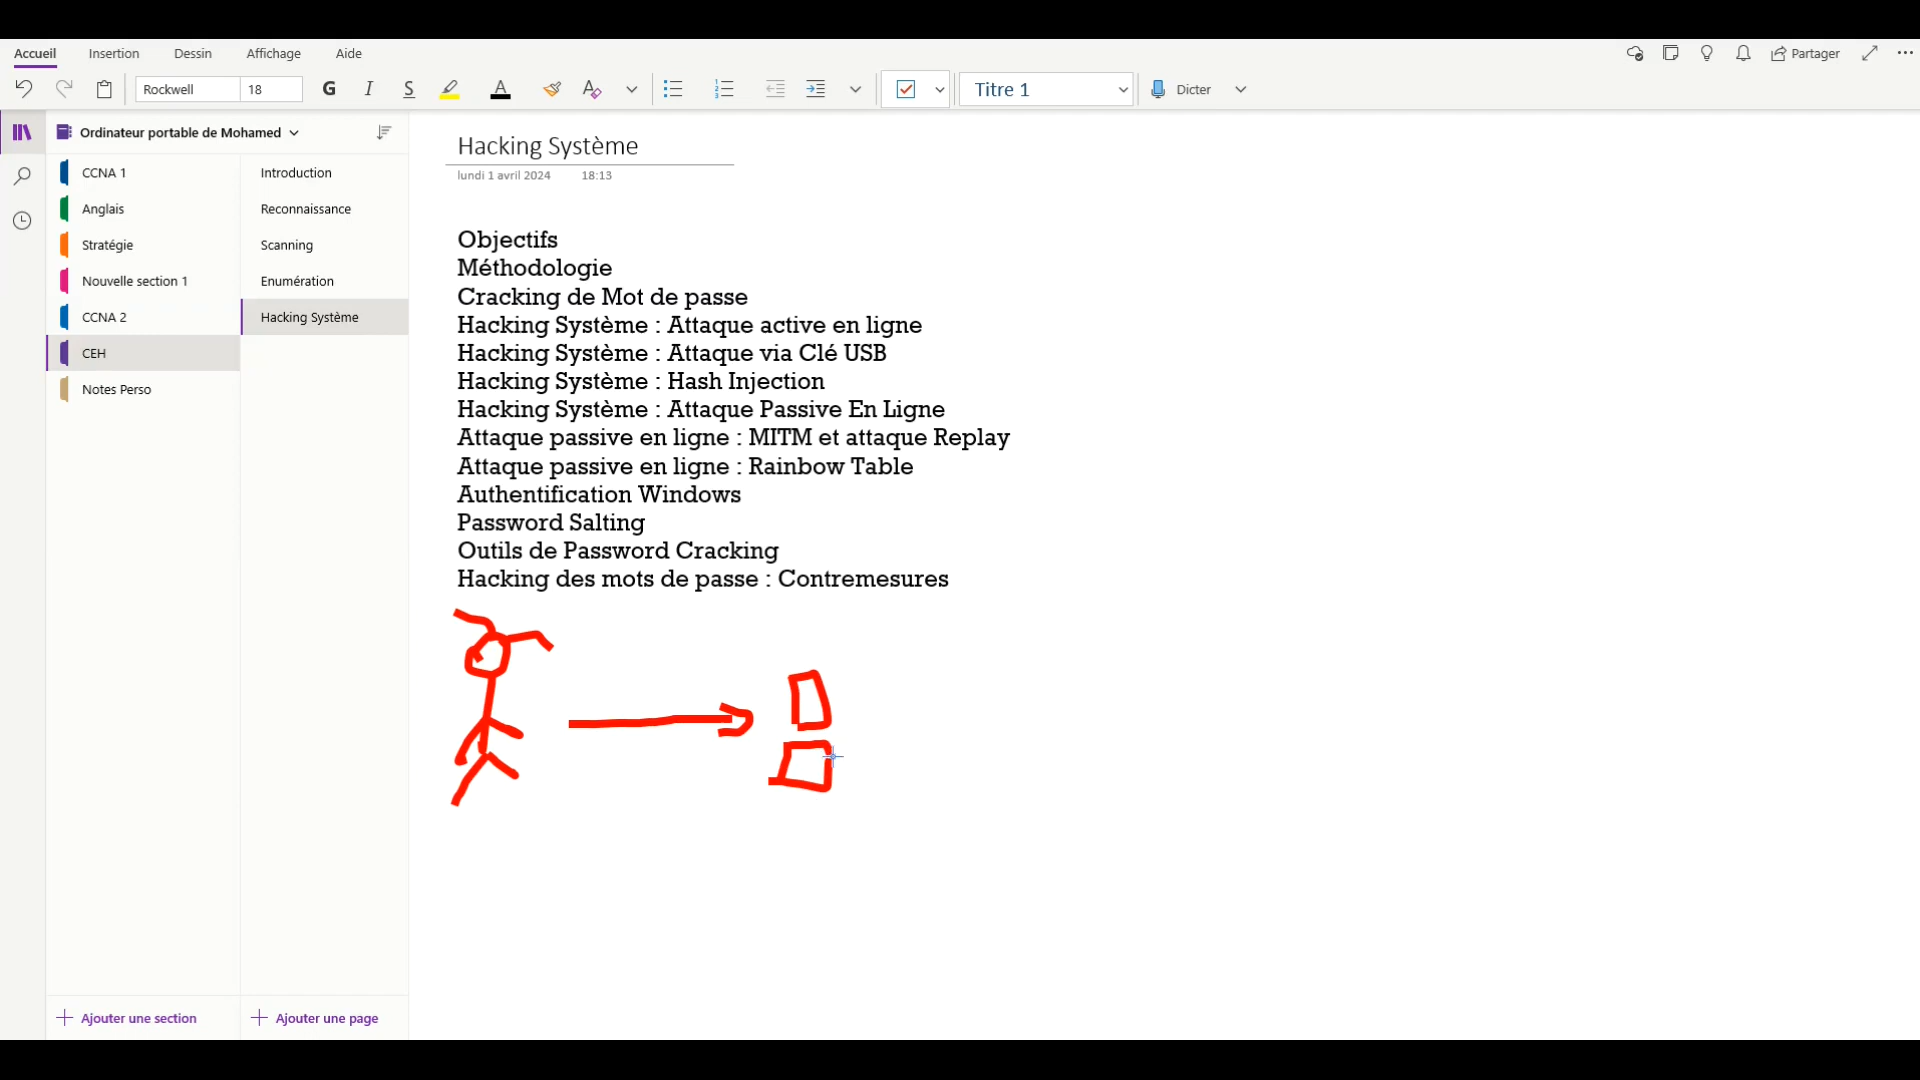 Accueil Insertion Dessin Affichage Aide Partager
Rockwell 18 G I S A A Titre 1 Dicter
Ordinateur portable de Mohamed
CCNA 1
Anglais
Stratégie
Nouvelle section 1
CCNA 2
CEH
Notes Perso
Introduction
Reconnaissance
Scanning
Enumération
Hacking Système
Hacking Système
lundi 1 avril 2024 18:13
Objectifs
Méthodologie
Cracking de Mot de passe
Hacking Système : Attaque active en ligne
Hacking Système : Attaque via Clé USB
Hacking Système : Hash Injection
Hacking Système : Attaque Passive En Ligne
Attaque passive en ligne : MITM et attaque Replay
Attaque passive en ligne : Rainbow Table
Authentification Windows
Password Salting
Outils de Password Cracking
Hacking des mots de passe : Contremesures
Ajouter une section Ajouter une page